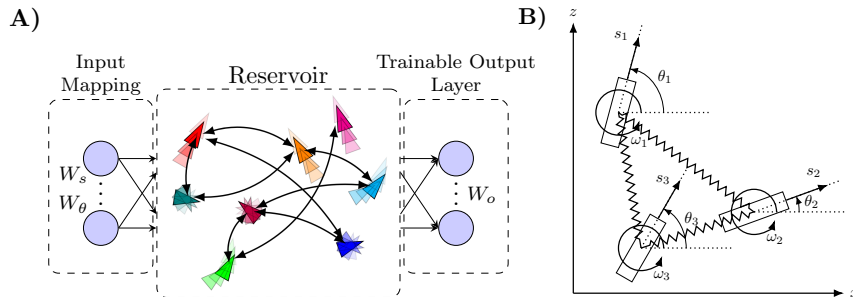 A)
Input
Mapping
Reservoir
Trainable Output
Layer
W_s
W_θ
W_o
B)
z
s_1
θ_1
ω_1
s_2
θ_2
ω_2
s_3
θ_3
ω_3
x